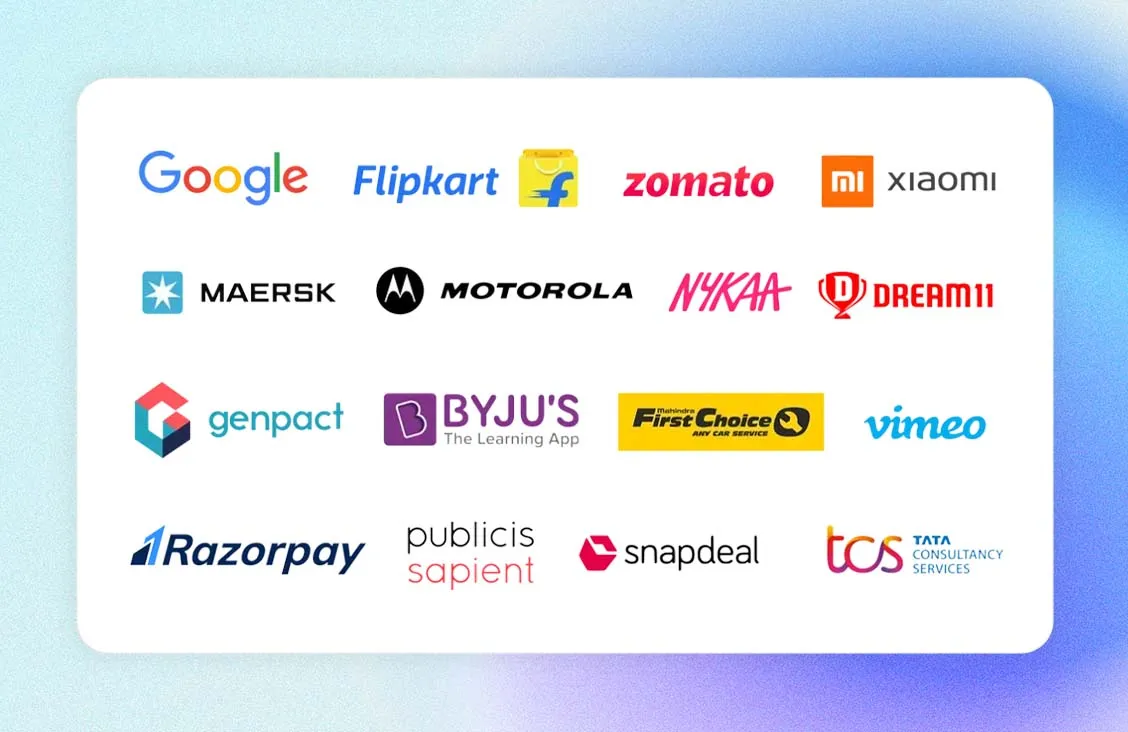 Google Flipkart f zomato mi xiaomi
MAERSK MOTOROLA NYKAA D DREAM11
genpact B BYJU'S
The Learning App
Mahindra
First Choice
ANY CAR SERVICE
vimeo
Razorpay
publicis
sapient
snapdeal
tcs TATA
CONSULTANCY
SERVICES